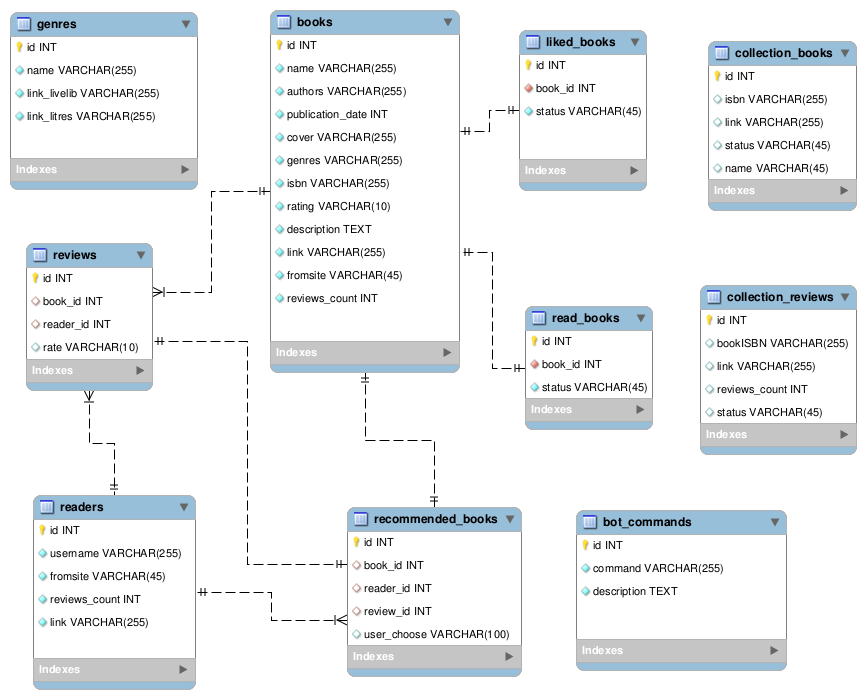 genres
id INT
name VARCHAR(255)
link_livelib VARCHAR(255)
link_litres VARCHAR(255)
Indexes
books
id INT
name VARCHAR(255)
authors VARCHAR(255)
publication_date INT
cover VARCHAR(255)
genres VARCHAR(255)
isbn VARCHAR(255)
rating VARCHAR(10)
description TEXT
link VARCHAR(255)
fromsite VARCHAR(45)
reviews_count INT
Indexes
liked_books
id INT
book_id INT
status VARCHAR(45)
Indexes
collection_books
id INT
isbn VARCHAR(255)
link VARCHAR(255)
status VARCHAR(45)
name VARCHAR(45)
Indexes
reviews
id INT
book_id INT
reader_id INT
rate VARCHAR(10)
Indexes
read_books
id INT
book_id INT
status VARCHAR(45)
Indexes
collection_reviews
id INT
bookISBN VARCHAR(255)
link VARCHAR(255)
reviews_count INT
status VARCHAR(45)
Indexes
readers
id INT
username VARCHAR(255)
fromsite VARCHAR(45)
reviews_count INT
link VARCHAR(255)
Indexes
recommended_books
id INT
book_id INT
reader_id INT
review_id INT
user_choose VARCHAR(100)
Indexes
bot_commands
id INT
command VARCHAR(255)
description TEXT
Indexes